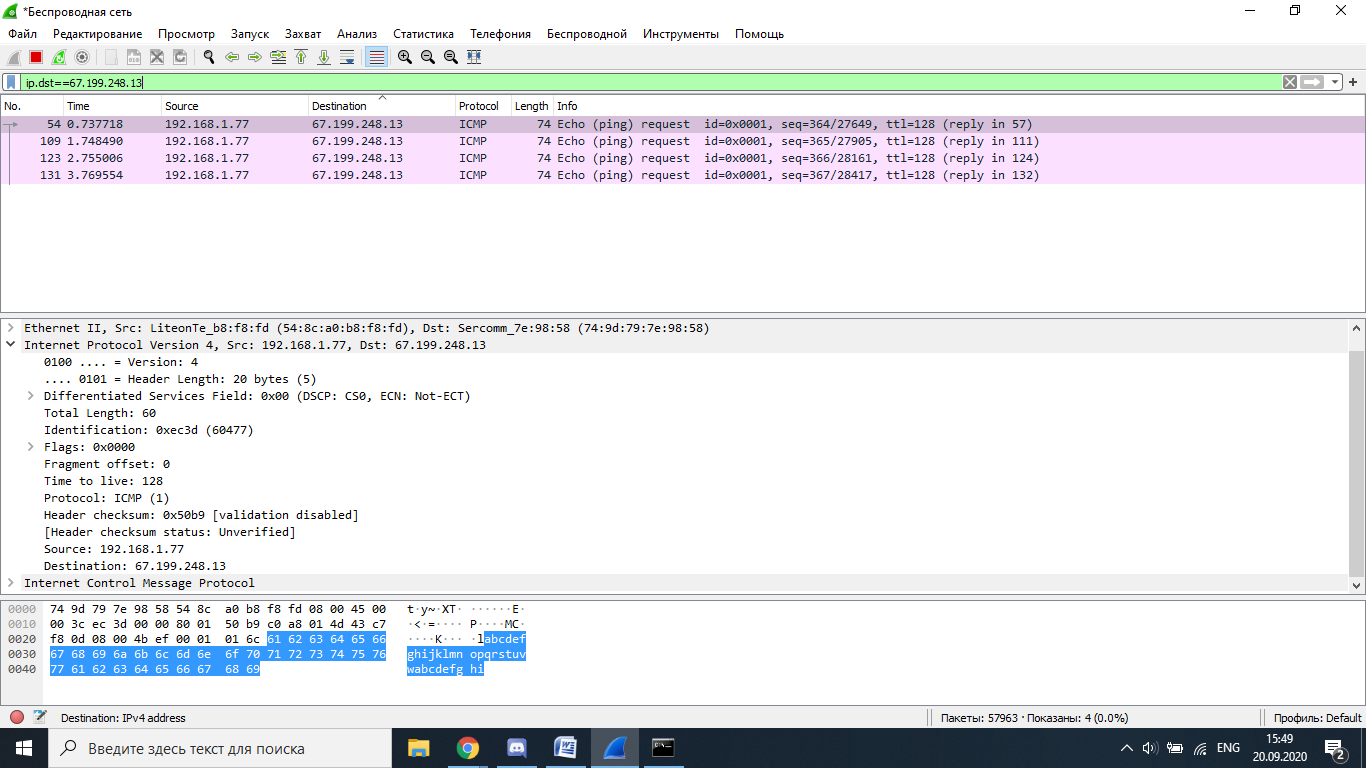 *Беспроводная сеть
Файл Редактирование Просмотр Запуск Захват Анализ Статистика Телефония Беспроводной Инструменты Помощь
ip.dst==67.199.248.13
No. Time Source Destination Protocol Length Info
54 0.737718 192.168.1.77 67.199.248.13 ICMP 74 Echo (ping) request id=0x0001, seq=364/27649, ttl=128 (reply in 57)
109 1.748490 192.168.1.77 67.199.248.13 ICMP 74 Echo (ping) request id=0x0001, seq=365/27905, ttl=128 (reply in 111)
123 2.755006 192.168.1.77 67.199.248.13 ICMP 74 Echo (ping) request id=0x0001, seq=366/28161, ttl=128 (reply in 124)
131 3.769554 192.168.1.77 67.199.248.13 ICMP 74 Echo (ping) request id=0x0001, seq=367/28417, ttl=128 (reply in 132)
Ethernet II, Src: LiteonTe_b8:f8:fd (54:8c:a0:b8:f8:fd), Dst: Sercomm_7e:98:58 (74:9d:79:7e:98:58)
Internet Protocol Version 4, Src: 192.168.1.77, Dst: 67.199.248.13
0100 .... = Version: 4
.... 0101 = Header Length: 20 bytes (5)
Differentiated Services Field: 0x00 (DSCP: CS0, ECN: Not-ECT)
Total Length: 60
Identification: 0xec3d (60477)
Flags: 0x0000
Fragment offset: 0
Time to live: 128
Protocol: ICMP (1)
Header checksum: 0x50b9 [validation disabled]
[Header checksum status: Unverified]
Source: 192.168.1.77
Destination: 67.199.248.13
Internet Control Message Protocol
0000 74 9d 79 7e 98 58 54 8c a0 b8 f8 fd 08 00 45 00 t·y~·XT· ······E·
0010 00 3c ec 3d 00 00 80 01 50 b9 c0 a8 01 4d 43 c7 ·<·=···· P····MC·
0020 f8 0d 08 00 4b ef 00 01 01 6c 61 62 63 64 65 66 ····K··· ·labcdef
0030 67 68 69 6a 6b 6c 6d 6e 6f 70 71 72 73 74 75 76 ghijklmn opqrstuv
0040 77 61 62 63 64 65 66 67 68 69 wabcdefg hi
Destination: IPv4 address Пакеты: 57963 · Показаны: 4 (0.0%) Профиль: Default
Введите здесь текст для поиска ENG 15:49
20.09.2020 2